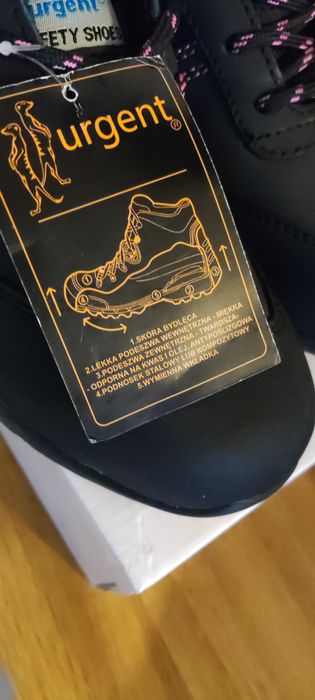 urgent
ETY SHOES
urgent®
1.SKÓRA BYDLĘCA
2.LEKKA PODESZWA WEWNĘTRZNA - MIĘKKA
3.PODESZWA ZEWNĘTRZNA - TWARDSZA-
- ODPORNA NA KWAS I OLEJ, ANTYPOŚLIZGOWA
4.PODNOSEK STALOWY LUB KOMPOZYTOWY
5.WYMIENNA WKŁADKA